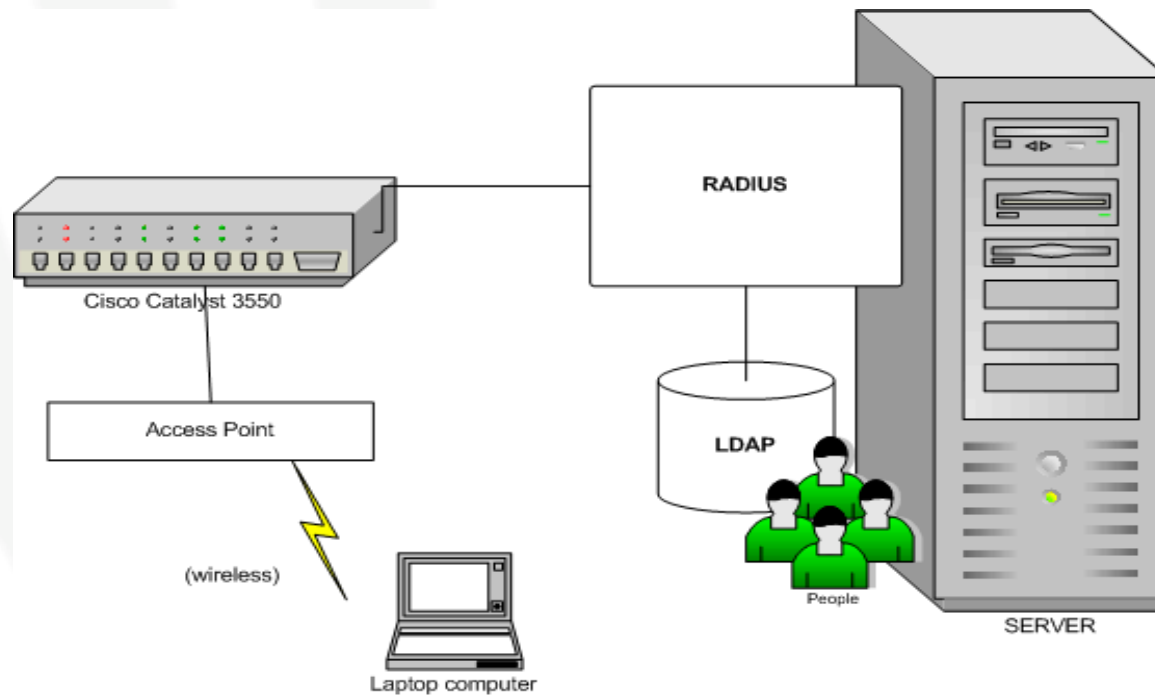 RADIUS
Cisco Catalyst 3550
Access Point
LDAP
(wireless)
People
SERVER
Laptop computer